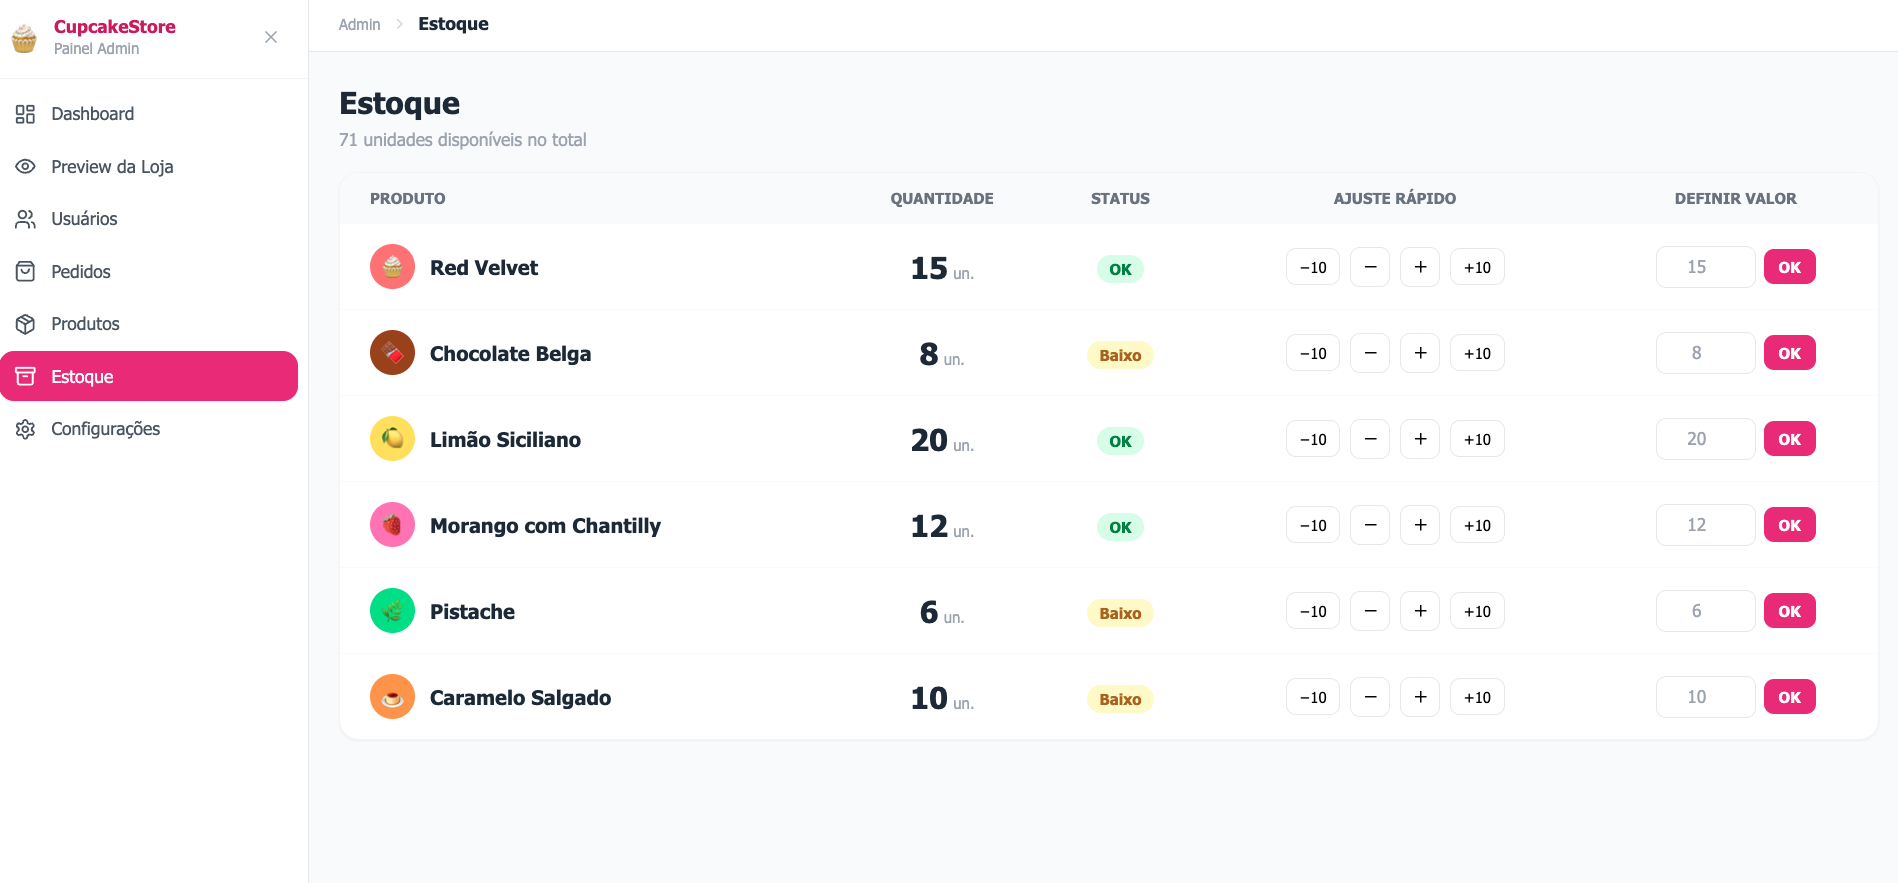 CupcakeStore
Painel Admin
Dashboard
Preview da Loja
Usuários
Pedidos
Produtos
Estoque
Configurações
Admin > Estoque
Estoque
71 unidades disponíveis no total
PRODUTO QUANTIDADE STATUS AJUSTE RÁPIDO DEFINIR VALOR
Red Velvet 15 un. OK −10 − + +10 15 OK
Chocolate Belga 8 un. Baixo −10 − + +10 8 OK
Limão Siciliano 20 un. OK −10 − + +10 20 OK
Morango com Chantilly 12 un. OK −10 − + +10 12 OK
Pistache 6 un. Baixo −10 − + +10 6 OK
Caramelo Salgado 10 un. Baixo −10 − + +10 10 OK